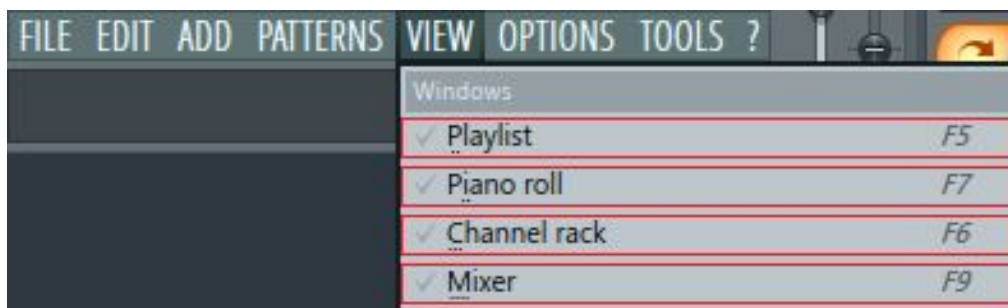 FILE EDIT ADD PATTERNS VIEW OPTIONS TOOLS ?
Windows
Playlist F5
Piano roll F7
Channel rack F6
Mixer F9